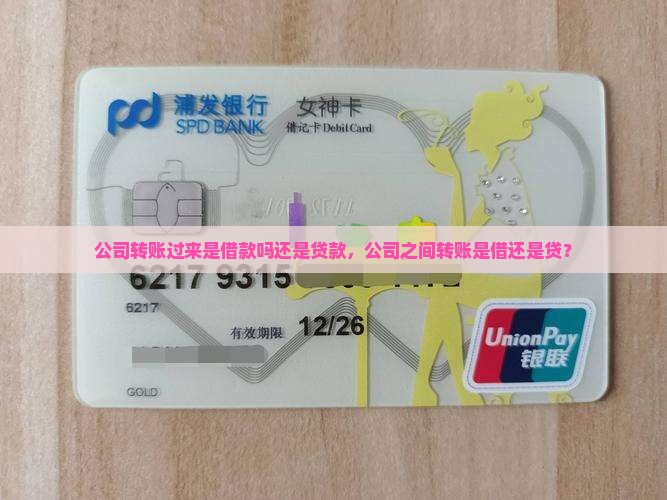 浦发银行
SPD BANK
女神卡
借记卡 Debit Card
公司转账过来是借款吗还是贷款，公司之间转账是借还是贷？
6217 9315
6217
有效期限 12/26
GOLD
UnionPay
银联